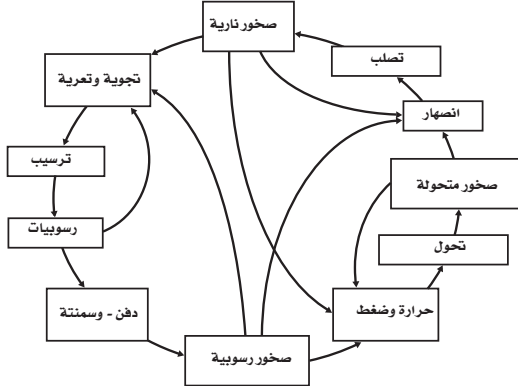 صخور نارية
تصلب
تجوية وتعرية
انصهار
ترسيب
صخور متحولة
رسوبيات
تحول
دفن - وسمنتة
حرارة وضغط
صخور رسوبية